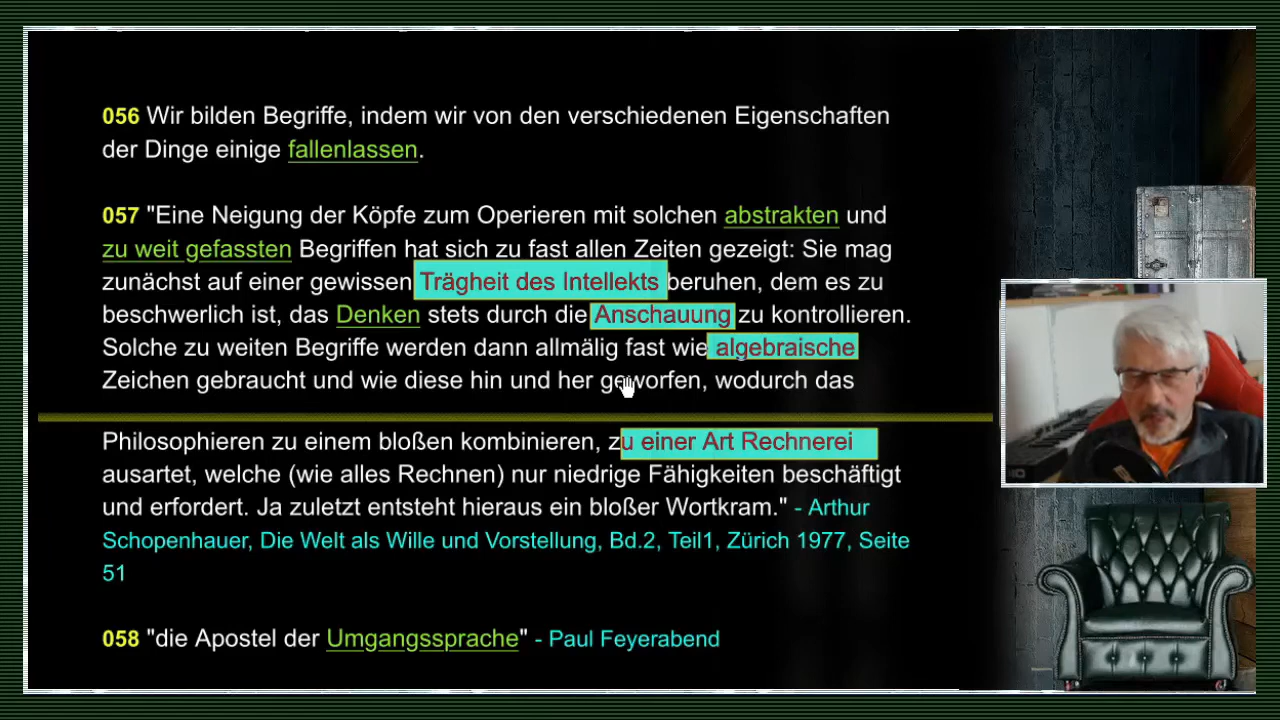 056 Wir bilden Begriffe, indem wir von den verschiedenen Eigenschaften
der Dinge einige fallenlassen.
057 "Eine Neigung der Köpfe zum Operieren mit solchen abstrakten und
zu weit gefassten Begriffen hat sich zu fast allen Zeiten gezeigt: Sie mag
zunächst auf einer gewissen Trägheit des Intellekts beruhen, dem es zu
beschwerlich ist, das Denken stets durch die Anschauung zu kontrollieren.
Solche zu weiten Begriffe werden dann allmälig fast wie algebraische
Zeichen gebraucht und wie diese hin und her geworfen, wodurch das
Philosophieren zu einem bloßen kombinieren, zu einer Art Rechnerei
ausartet, welche (wie alles Rechnen) nur niedrige Fähigkeiten beschäftigt
und erfordert. Ja zuletzt entsteht hieraus ein bloßer Wortkram." - Arthur
Schopenhauer, Die Welt als Wille und Vorstellung, Bd.2, Teil1, Zürich 1977, Seite
51
058 "die Apostel der Umgangssprache" - Paul Feyerabend